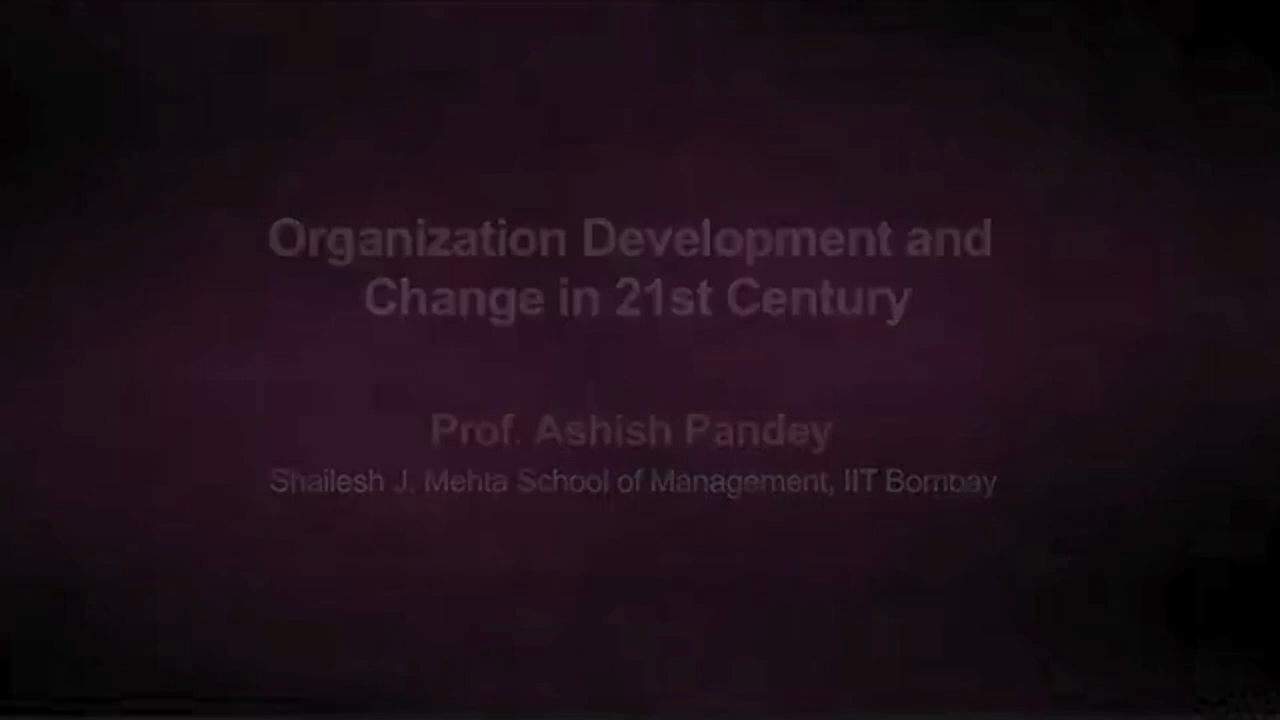 Organization Development and
Change in 21st Century
Prof. Ashish Pandey
Shailesh J. Mehta School of Management, IIT Bombay